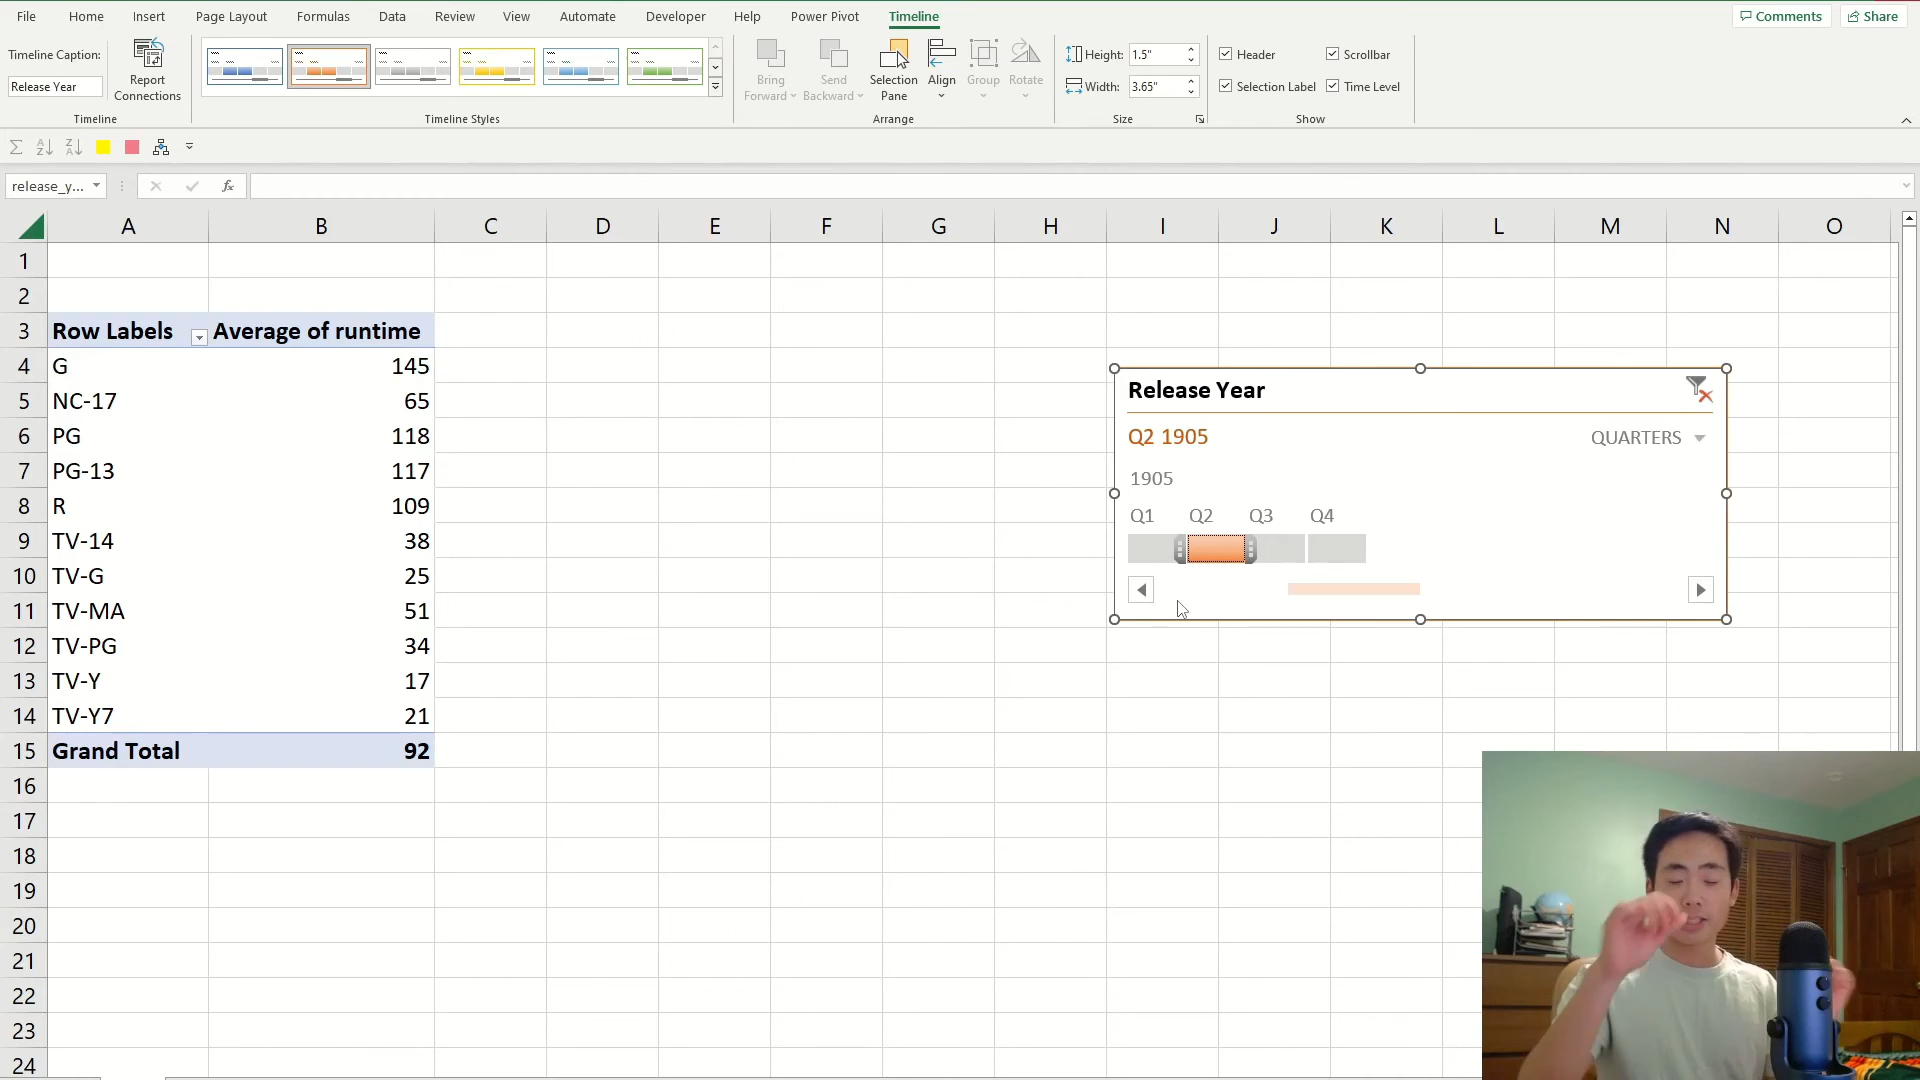 File Home Insert Page Layout Formulas Data Review View Automate Developer Help Power Pivot Timeline Comments Share
Timeline Caption:
Release Year
Report
Connections
Timeline
Timeline Styles
Bring
Forward
Send
Backward
Selection
Pane
Align
Group
Rotate
Arrange
Height: 1.5"
Width: 3.65"
Size
Header Scrollbar
Selection Label Time Level
Show
release_y... fx
A B C D E F G H I J K L M N O
1
2
3 Row Labels Average of runtime
4 G 145
5 NC-17 65
6 PG 118
7 PG-13 117
8 R 109
9 TV-14 38
10 TV-G 25
11 TV-MA 51
12 TV-PG 34
13 TV-Y 17
14 TV-Y7 21
15 Grand Total 92
16
17
18
19
20
21
22
23
24
Release Year
Q2 1905 QUARTERS
1905
Q1 Q2 Q3 Q4